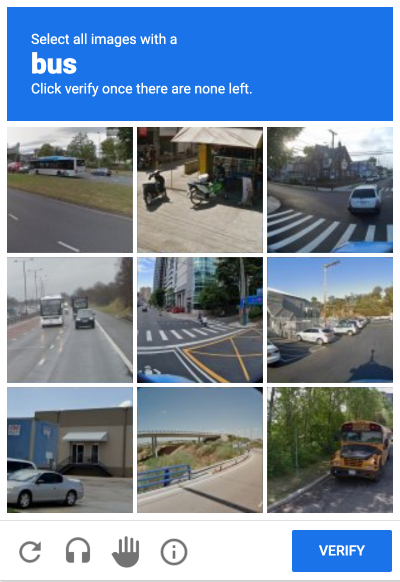 Select all images with a
bus
Click verify once there are none left.
VERIFY